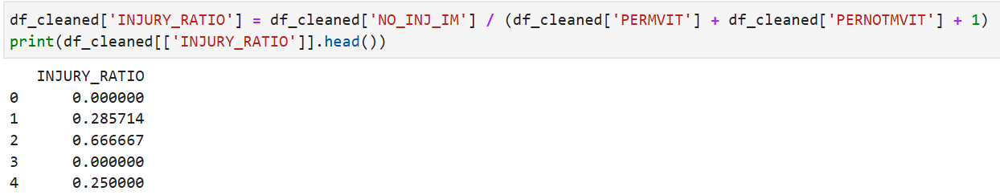 df_cleaned['INJURY_RATIO'] = df_cleaned['NO_INJ_IM'] / (df_cleaned['PERMVIT'] + df_cleaned['PERNOTMVIT'] + 1)
print(df_cleaned[['INJURY_RATIO']].head())
INJURY_RATIO
0 0.000000
1 0.285714
2 0.666667
3 0.000000
4 0.250000